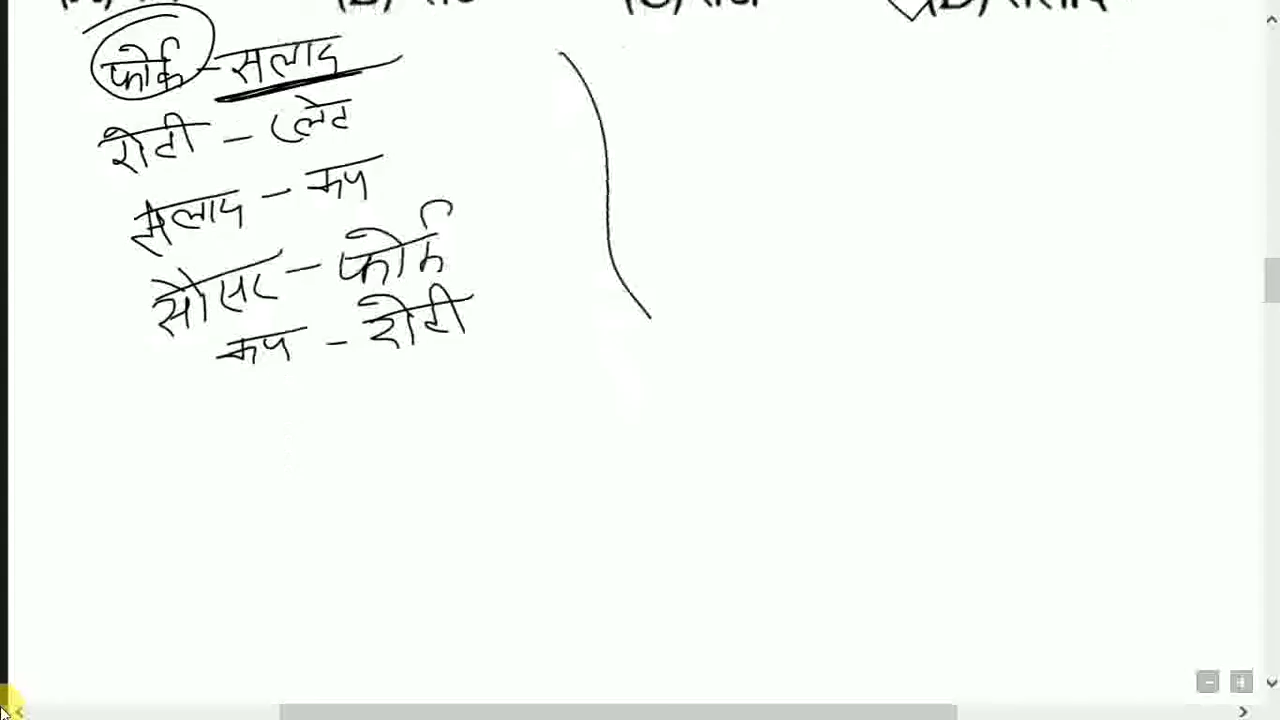 फोर्क - सलाद
रोटी - प्लेट
सलाद - कप
सौसर - फोर्क
कप - रोटी